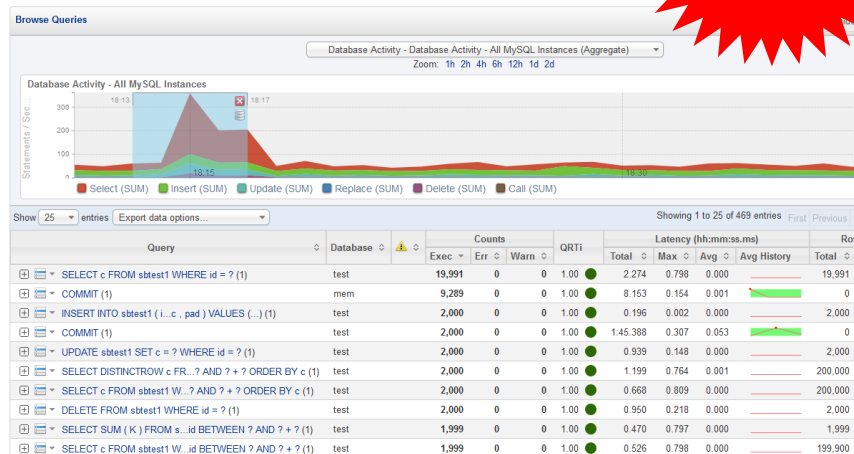 Browse Queries
Database Activity - Database Activity - All MySQL Instances (Aggregate)
Zoom: 1h 2h 4h 6h 12h 1d 2d
Database Activity - All MySQL Instances
Statements / Sec...
300
200
100
0
18:13 18:17
18:15 18:30
Select (SUM) Insert (SUM) Update (SUM) Replace (SUM) Delete (SUM) Call (SUM)
Show 25 entries Export data options... Showing 1 to 25 of 469 entries First Previous
Query Database Counts QRTi Latency (hh:mm:ss.ms)
Exec Err Warn Total Max Avg Avg History Total
SELECT c FROM sbtest1 WHERE id = ? (1) test 19,991 0 0 1.00 2.274 0.798 0.000 19,991
COMMIT (1) mem 9,289 0 0 1.00 8.153 0.154 0.001 0
INSERT INTO sbtest1 ( i...c , pad ) VALUES (...) (1) test 2,000 0 0 1.00 0.196 0.002 0.000 2,000
COMMIT (1) test 2,000 0 0 1.00 1:45.388 0.307 0.053 0
UPDATE sbtest1 SET c = ? WHERE id = ? (1) test 2,000 0 0 1.00 0.939 0.148 0.000 2,000
SELECT DISTINCTROW c FR...? AND ? + ? ORDER BY c (1) test 2,000 0 0 1.00 1.199 0.764 0.001 200,000
SELECT c FROM sbtest1 W...? AND ? + ? ORDER BY c (1) test 2,000 0 0 1.00 0.668 0.809 0.000 200,000
DELETE FROM sbtest1 WHERE id = ? (1) test 2,000 0 0 1.00 0.950 0.218 0.000 2,000
SELECT SUM ( K ) FROM s...id BETWEEN ? AND ? + ? (1) test 1,999 0 0 1.00 0.470 0.797 0.000 1,999
SELECT c FROM sbtest1 W...id BETWEEN ? AND ? + ? (1) test 1,999 0 0 1.00 0.526 0.798 0.000 199,900